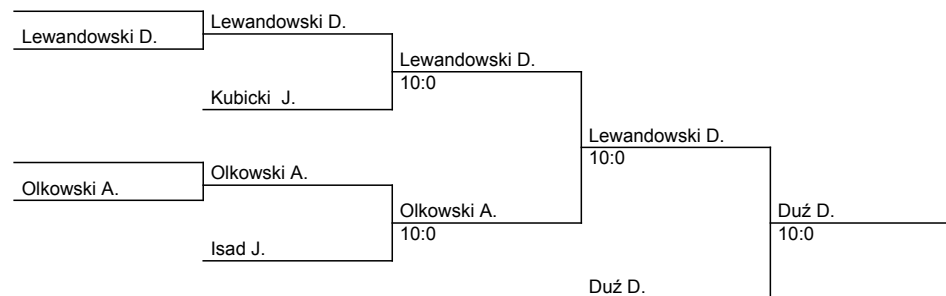 Lewandowski D.
Lewandowski D.
Lewandowski D.
10:0
Kubicki J.
Lewandowski D.
10:0
Olkowski A.
Olkowski A.
Olkowski A.
10:0
Duź D.
10:0
Isad J.
Duź D.